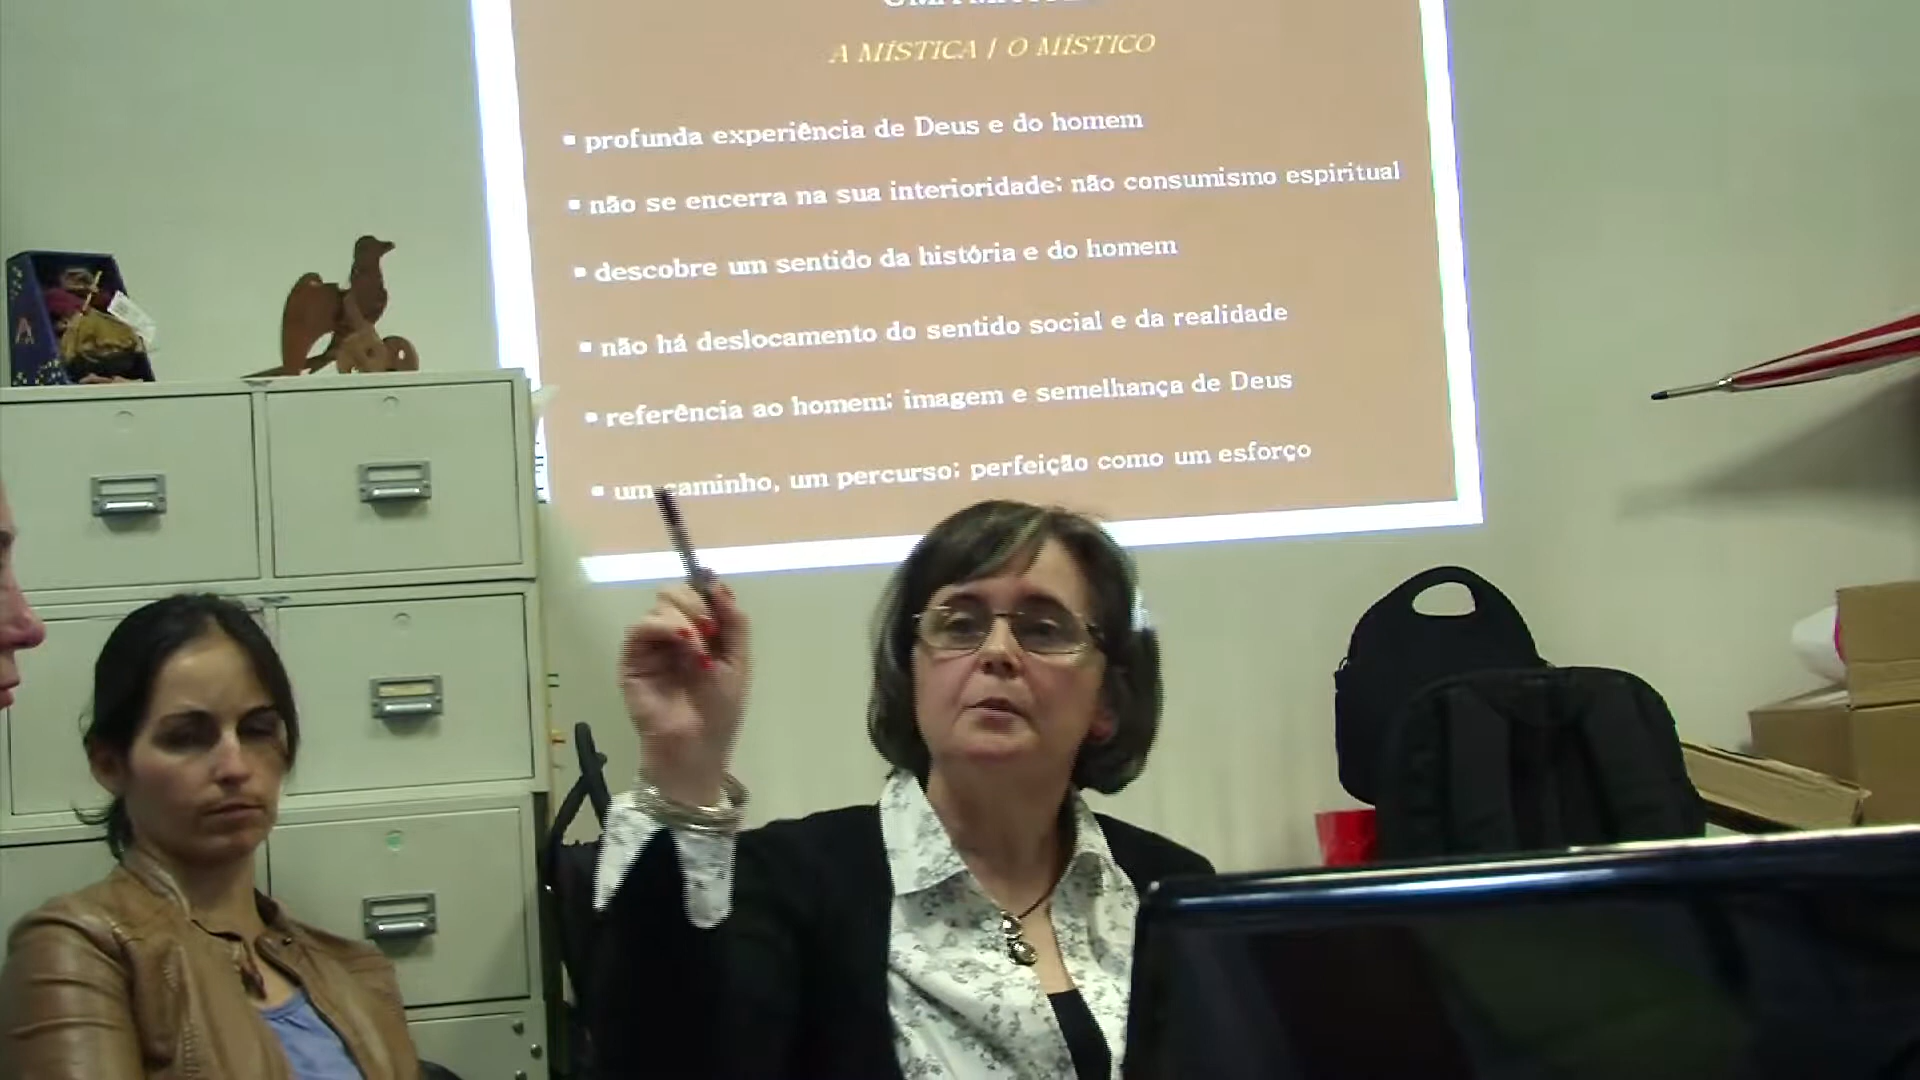 A MÍSTICA / O MÍSTICO
▪ profunda experiência de Deus e do homem
▪ não se encerra na sua interioridade; não consumismo espiritual
▪ descobre um sentido da história e do homem
▪ não há deslocamento do sentido social e da realidade
▪ referência ao homem; imagem e semelhança de Deus
▪ um caminho, um percurso; perfeição como um esforço